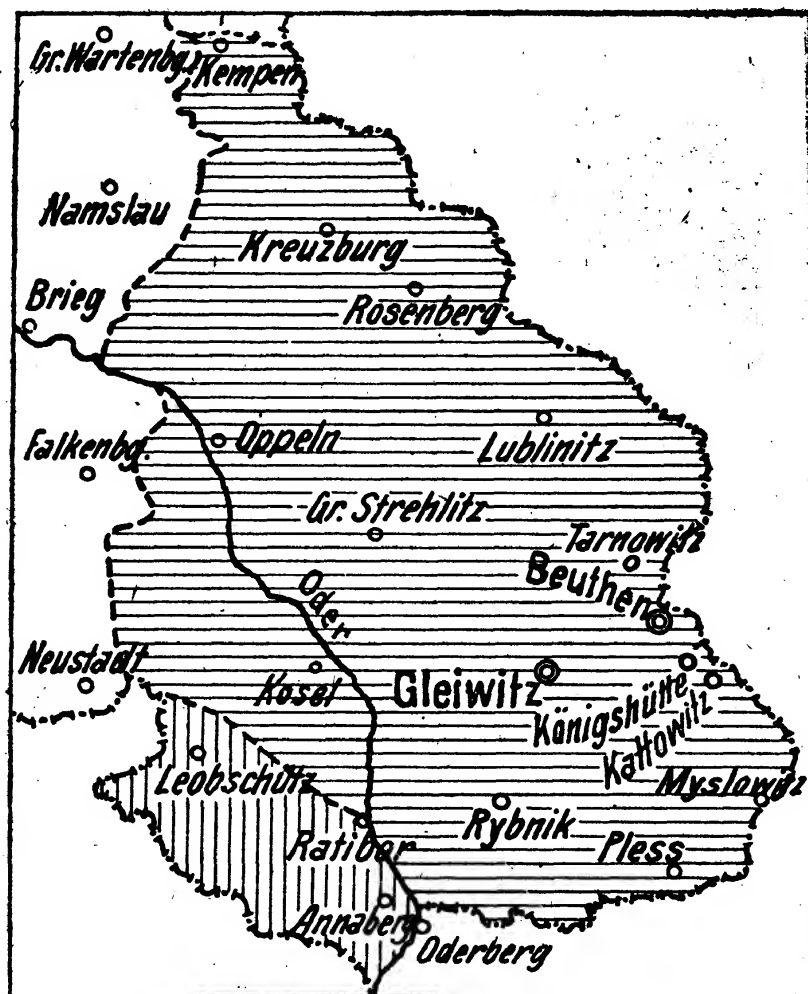 Gr. Wartenbg.
Kempen
Namslau
Kreuzburg
Brieg
Rosenberg
Oppeln
Lublinitz
Falkenbg.
Gr. Strehlitz
Tarnowitz
Beuthen
Oder
Neustadt
Kosel
Gleiwitz
Königshütte
Kattowitz
Leobschütz
Myslowitz
Rybnik
Ratibor
Pless
Annaberg
Oderberg